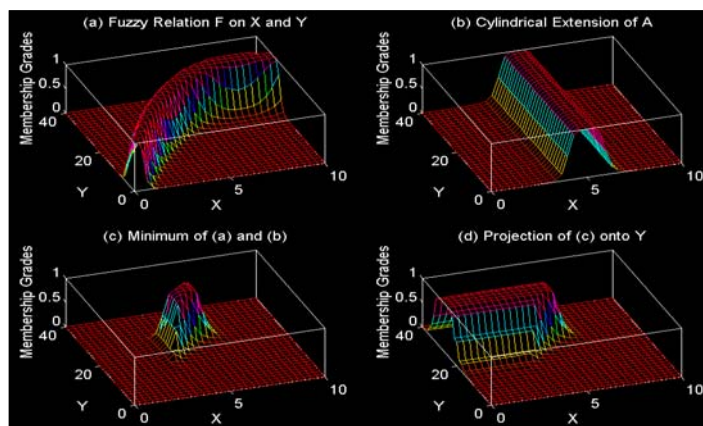 (a) Fuzzy Relation F on X and Y
(b) Cylindrical Extension of A
Membership Grades
1
0.5
0
40
20
0
Y
0
5
10
X
Membership Grades
1
0.5
0
40
20
0
Y
0
5
10
X
(c) Minimum of (a) and (b)
(d) Projection of (c) onto Y
Membership Grades
1
0.5
0
40
20
0
Y
0
5
10
X
Membership Grades
1
0.5
0
40
20
0
Y
0
5
10
X